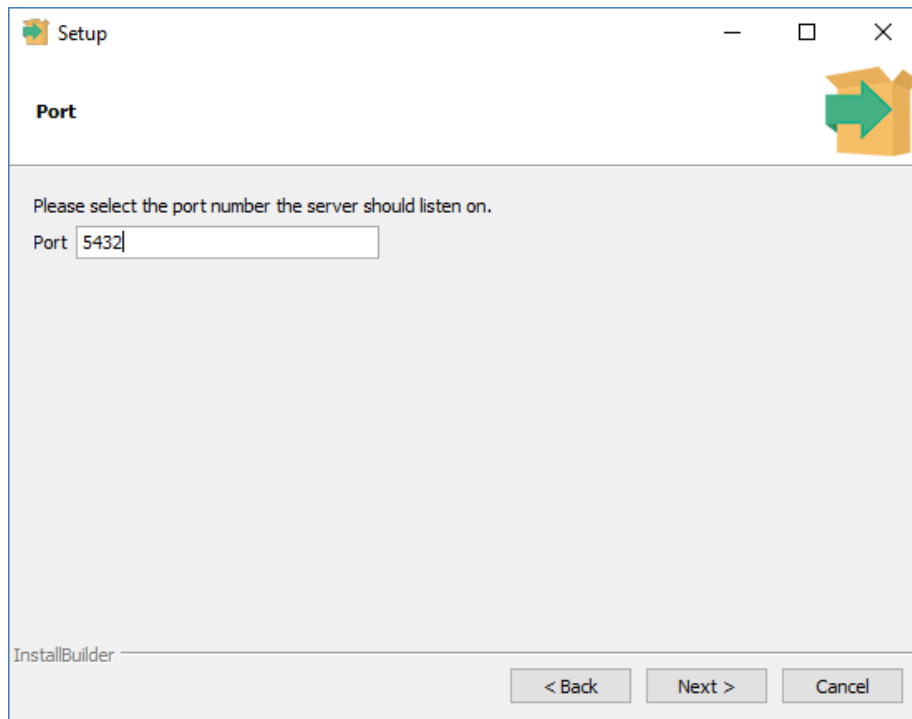 Setup
Port
Please select the port number the server should listen on.
Port 5432
InstallBuilder
< Back Next > Cancel